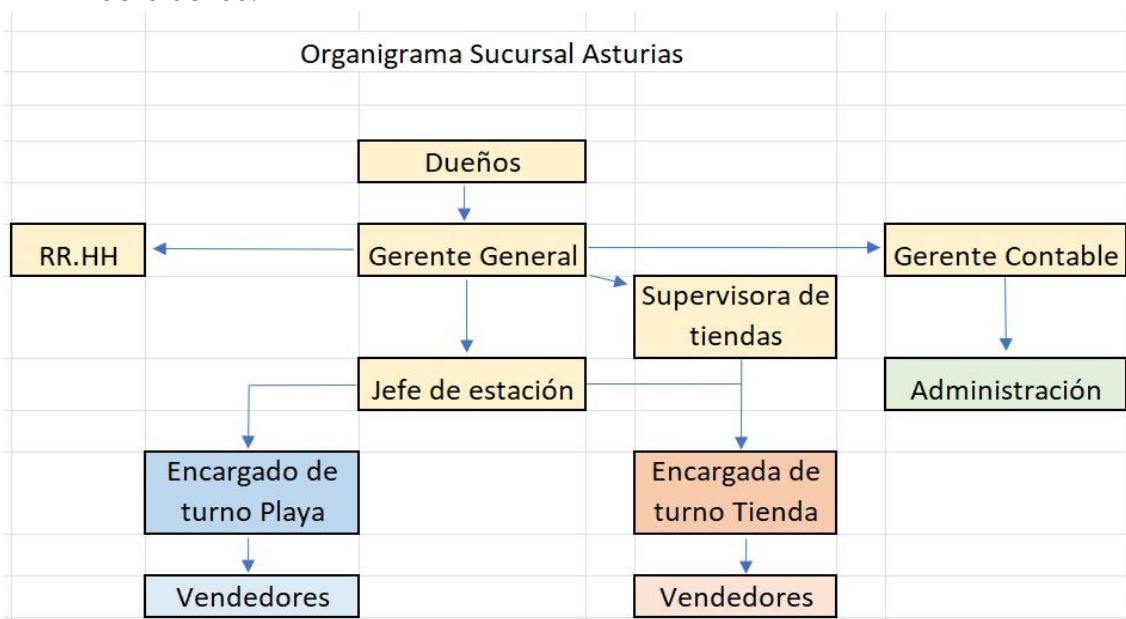 Organigrama Sucursal Asturias
Dueños
RR.HH
Gerente General
Gerente Contable
Supervisora de
tiendas
Jefe de estación
Administración
Encargado de
turno Playa
Encargada de
turno Tienda
Vendedores
Vendedores